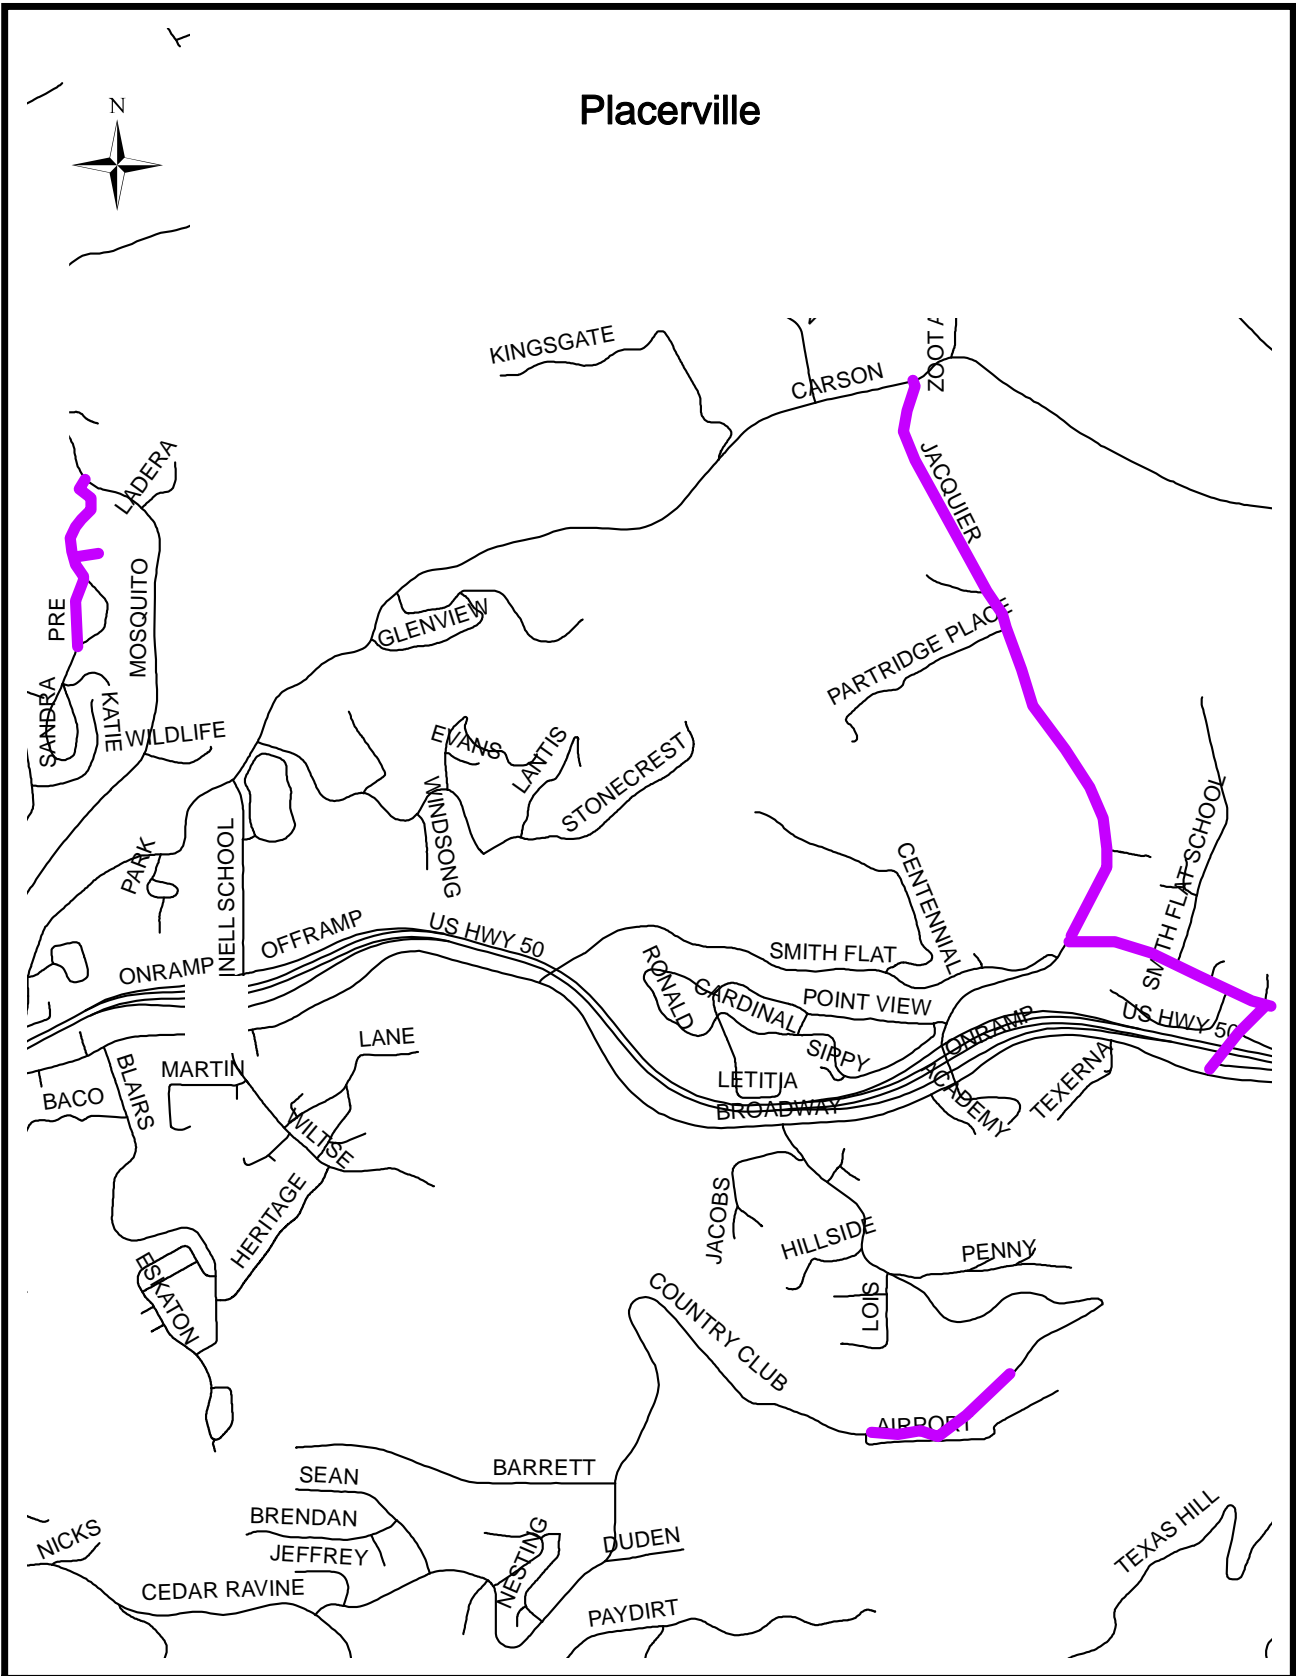 N
Placerville
KINGSGATE
CARSON
ZOOT
LADERA
JACQUIER
MOSQUITO
PRE
GLENVIEW
PARTRIDGE PLACE
SANDRA
KATIE
WILDLIFE
EVANS
LANTIS
STONECREST
WINDSONG
PARK
NELL SCHOOL
CENTENNIAL
SMITH FLAT SCHOOL
OFFRAMP
US HWY 50
ONRAMP
SMITH FLAT
RONALD
CARDINAL
POINT VIEW
US HWY 50
ONRAMP
SIPPY
LANE
MARTIN
BLAIRS
BACO
LETITIA
BROADWAY
ACADEMY
TEXERNA
WILTSE
HERITAGE
JACOBS
HILLSIDE
PENNY
ESKATON
LOIS
COUNTRY CLUB
AIRPORT
BARRETT
SEAN
BRENDAN
JEFFREY
NICKS
NESTING
DUDEN
TEXAS HILL
CEDAR RAVINE
PAYDIRT